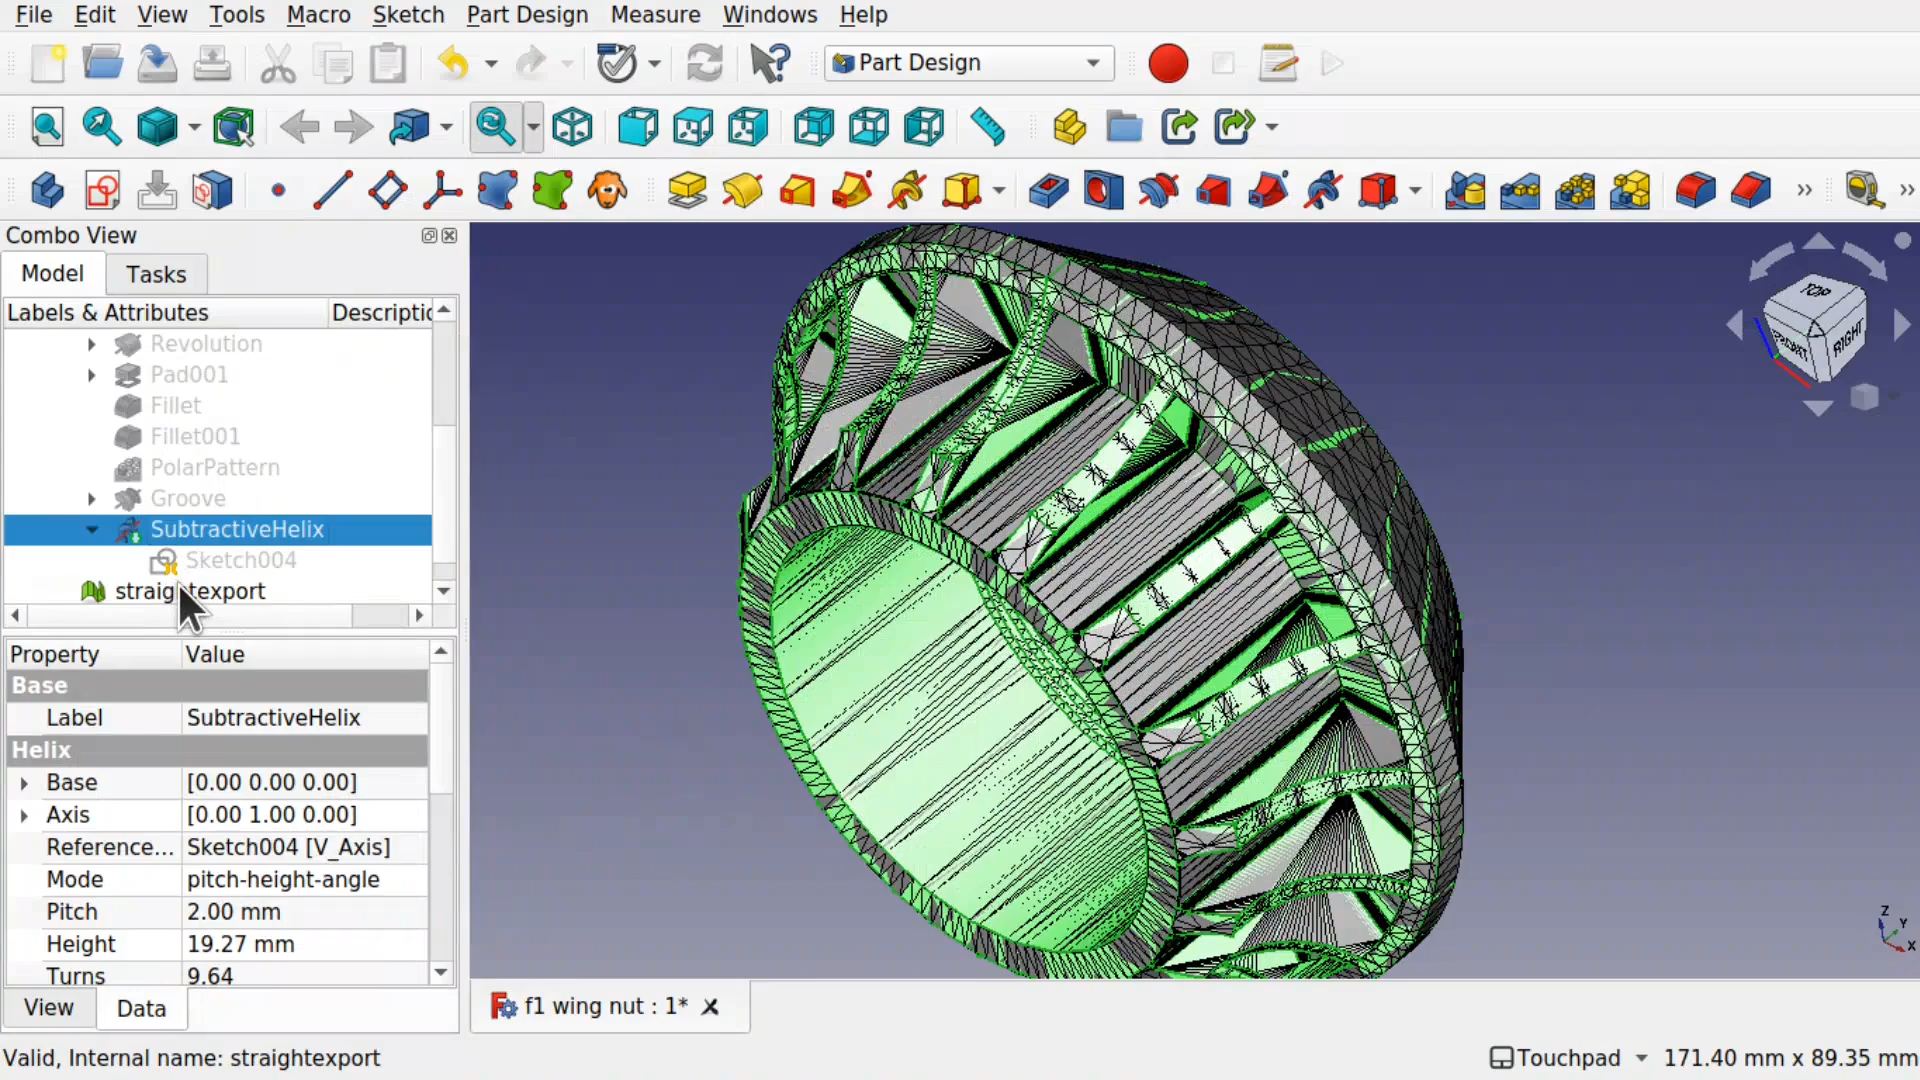 File Edit View Tools Macro Sketch Part Design Measure Windows Help
Part Design
Combo View
Model Tasks
Labels & Attributes Descriptic
Revolution
Pad001
Fillet
Fillet001
PolarPattern
Groove
SubtractiveHelix
Sketch004
straightexport
Property Value
Base
Label SubtractiveHelix
Helix
Base [0.00 0.00 0.00]
Axis [0.00 1.00 0.00]
Reference... Sketch004 [V_Axis]
Mode pitch-height-angle
Pitch 2.00 mm
Height 19.27 mm
Turns 9.64
View Data
TOP
FRONT
RIGHT
Z
Y
X
f1 wing nut : 1*
Valid, Internal name: straightexport
Touchpad 171.40 mm x 89.35 mm